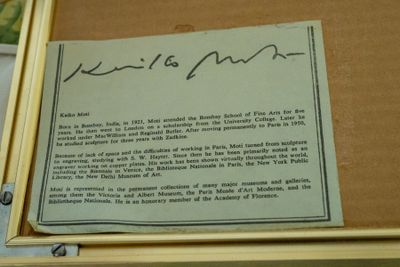 Keiko Moti
Keiko Moti
Born in Bombay, India, in 1921, Moti attended the Bombay School of Fine Arts for five
years. He then went to London on a scholarship from the University College. Later he
worked under MacWilliam and Reginald Butler. After moving permanently to Paris in 1950,
he studied sculpture for three years with Zadkine.
Because of lack of space and the difficulties of working in Paris, Moti turned from sculpture
to engraving, studying with S. W. Hayter. Since then he has been primarily noted as an
engraver working on copper plates. His work has been shown virtually throughout the world,
including the Biennale in Venice, the Biblioteque Nationale in Paris, the New York Public
Library, the New Delhi Museum of Art.
Moti is represented in the permanent collections of many major museums and galleries,
among them the Victoria and Albert Museum, the Paris Musée d'Art Moderne, and the
Bibliotheque Nationale. He is an honorary member of the Academy of Florence.